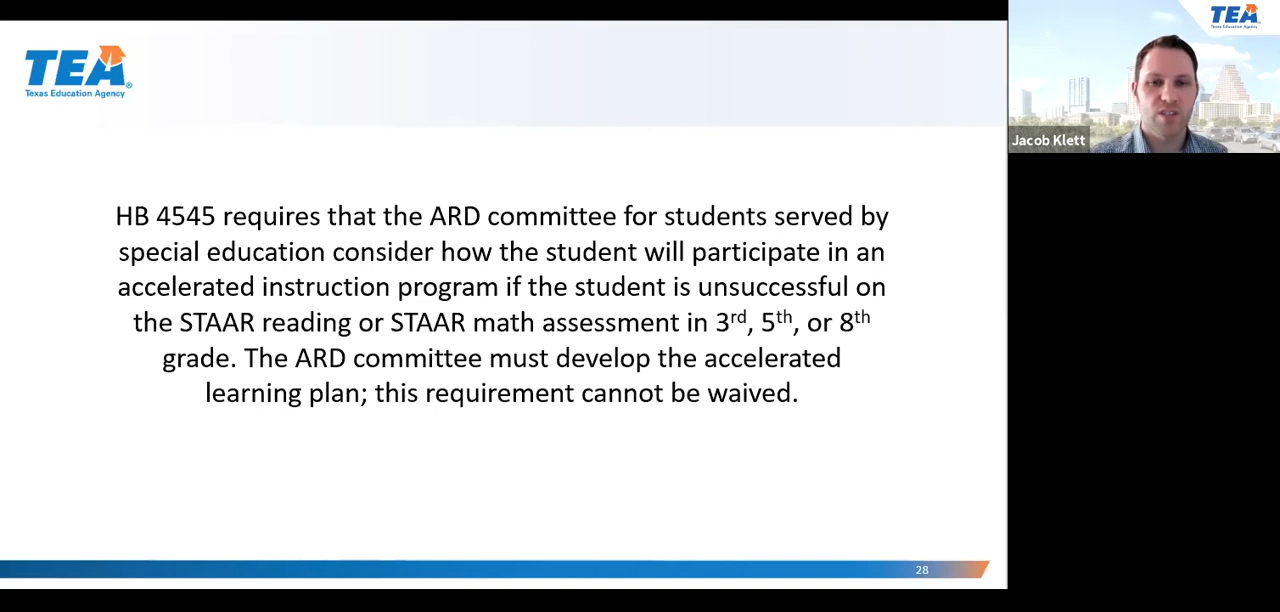 TEA
Texas Education Agency
TEA
Texas Education Agency
Jacob Klett
HB 4545 requires that the ARD committee for students served by
special education consider how the student will participate in an
accelerated instruction program if the student is unsuccessful on
the STAAR reading or STAAR math assessment in 3rd, 5th, or 8th
grade. The ARD committee must develop the accelerated
learning plan; this requirement cannot be waived.
28